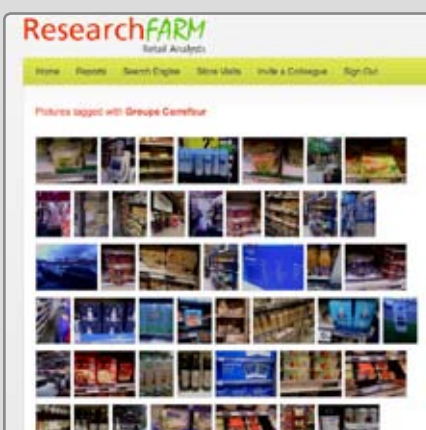 ResearchFARM
Retail Analysts
Home Reports Search Engine Store Visits Invite a Colleague Sign Out
Pictures tagged with Groupe Carrefour